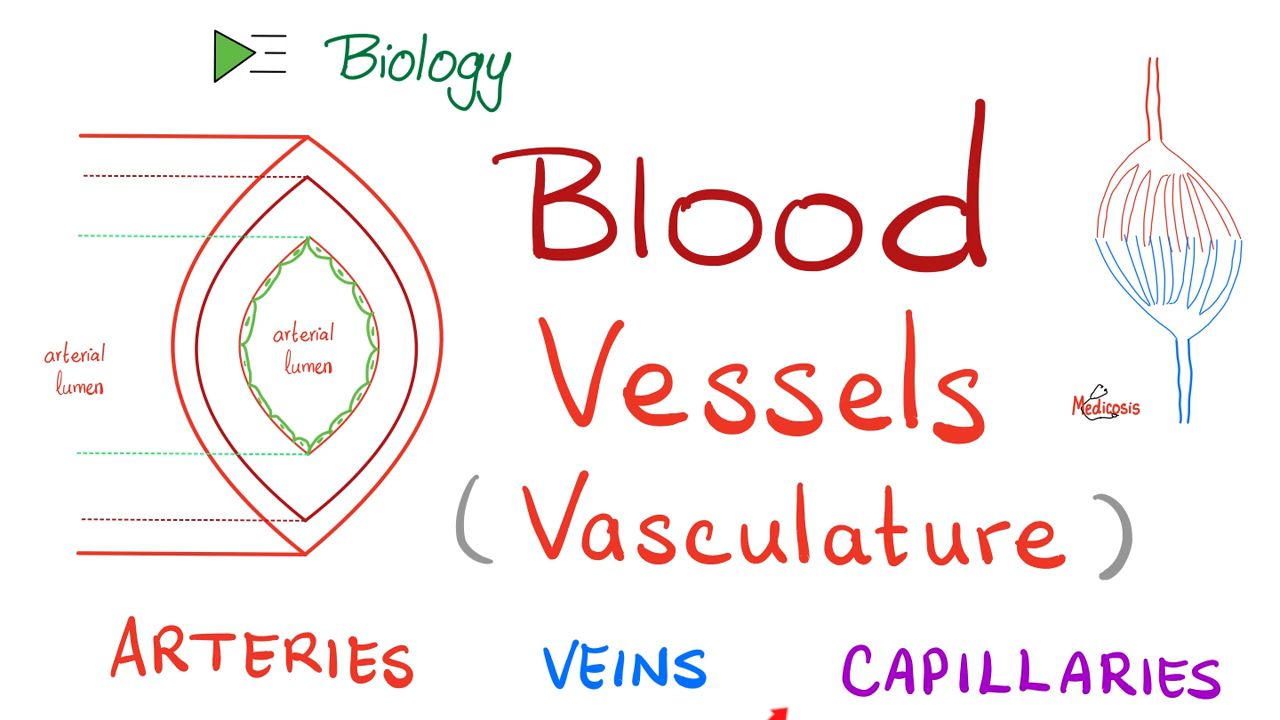 Biology
Blood
Vessels
(Vasculature)
arterial
lumen
arterial
lumen
Medicosis
ARTERIES
VEINS
CAPILLARIES